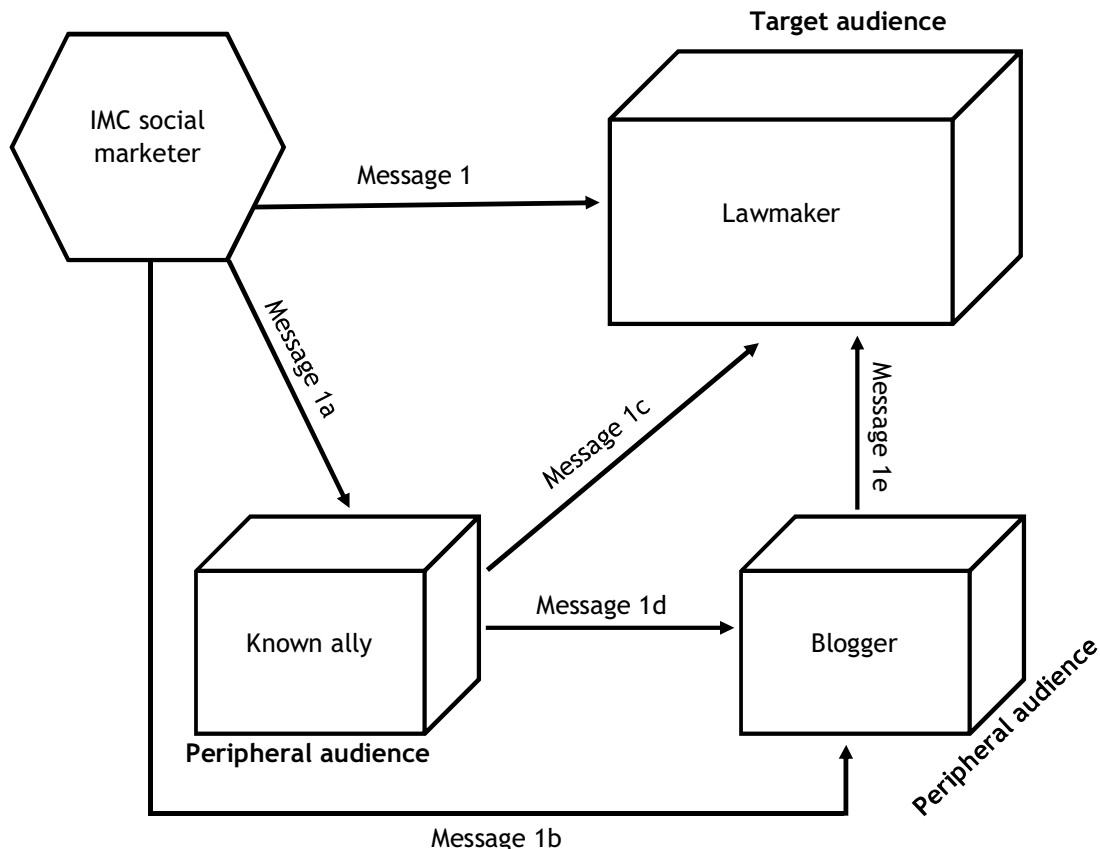 Target audience
IMC social
marketer
Message 1
Lawmaker
Message 1a
Message 1c
Message 1e
Message 1d
Known ally
Blogger
Peripheral audience
Peripheral audience
Message 1b